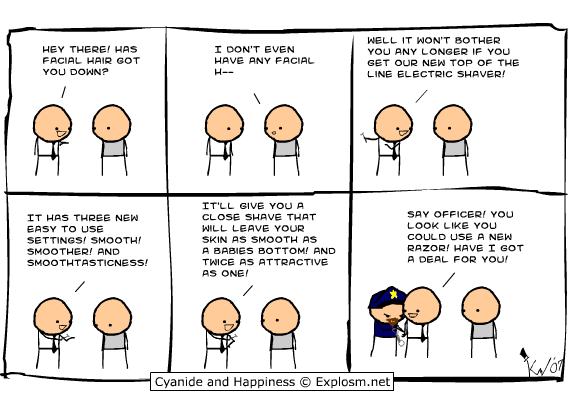 HEY THERE! HAS
FACIAL HAIR GOT
YOU DOWN?
I DON'T EVEN
HAVE ANY FACIAL
H--
WELL IT WON'T BOTHER
YOU ANY LONGER IF YOU
GET OUR NEW TOP OF THE
LINE ELECTRIC SHAVER!
IT HAS THREE NEW
EASY TO USE
SETTINGS! SMOOTH!
SMOOTHER! AND
SMOOTHTASTICNESS!
IT'LL GIVE YOU A
CLOSE SHAVE THAT
WILL LEAVE YOUR
SKIN AS SMOOTH AS
A BABIES BOTTOM! AND
TWICE AS ATTRACTIVE
AS ONE!
SAY OFFICER! YOU
LOOK LIKE YOU
COULD USE A NEW
RAZOR! HAVE I GOT
A DEAL FOR YOU!
Cyanide and Happiness © Explosm.net